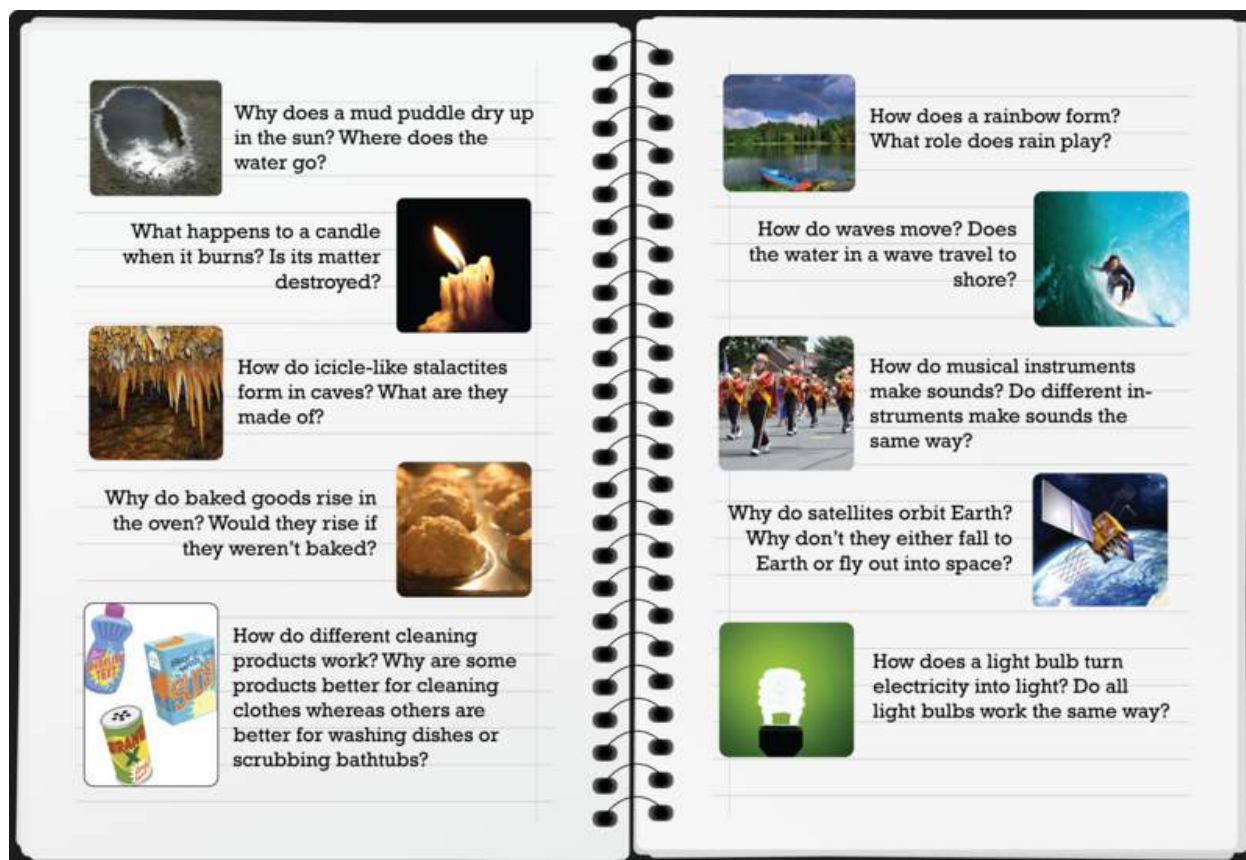 Why does a mud puddle dry up
in the sun? Where does the
water go?
What happens to a candle
when it burns? Is its matter
destroyed?
How do icicle-like stalactites
form in caves? What are they
made of?
Why do baked goods rise in
the oven? Would they rise if
they weren't baked?
How do different cleaning
products work? Why are some
products better for cleaning
clothes whereas others are
better for washing dishes or
scrubbing bathtubs?
BRAND
X
How does a rainbow form?
What role does rain play?
How do waves move? Does
the water in a wave travel to
shore?
How do musical instruments
make sounds? Do different in-
struments make sounds the
same way?
Why do satellites orbit Earth?
Why don't they either fall to
Earth or fly out into space?
How does a light bulb turn
electricity into light? Do all
light bulbs work the same way?